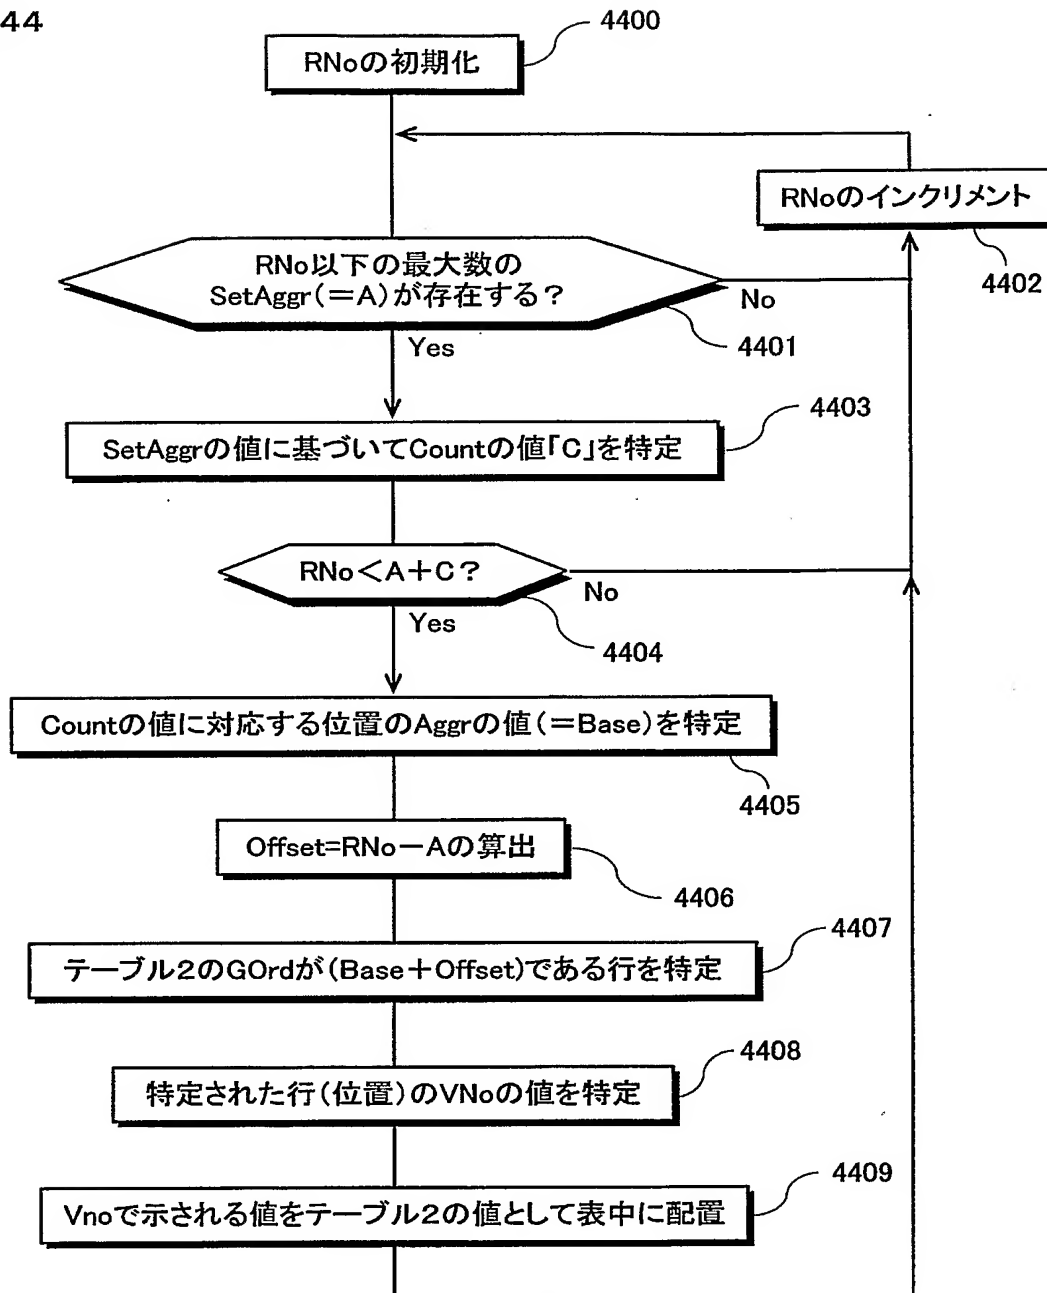 44
4400
RNoの初期化
RNoのインクリメント
4402
RNo以下の最大数の
SetAggr(=A)が存在する?
No
4401
Yes
4403
SetAggrの値に基づいてCountの値「C」を特定
RNo<A+C?
No
Yes
4404
Countの値に対応する位置のAggrの値(=Base)を特定
4405
Offset=RNo-Aの算出
4406
4407
テーブル2のGOrdが(Base+Offset)である行を特定
4408
特定された行(位置)のVNoの値を特定
4409
Vnoで示される値をテーブル2の値として表中に配置